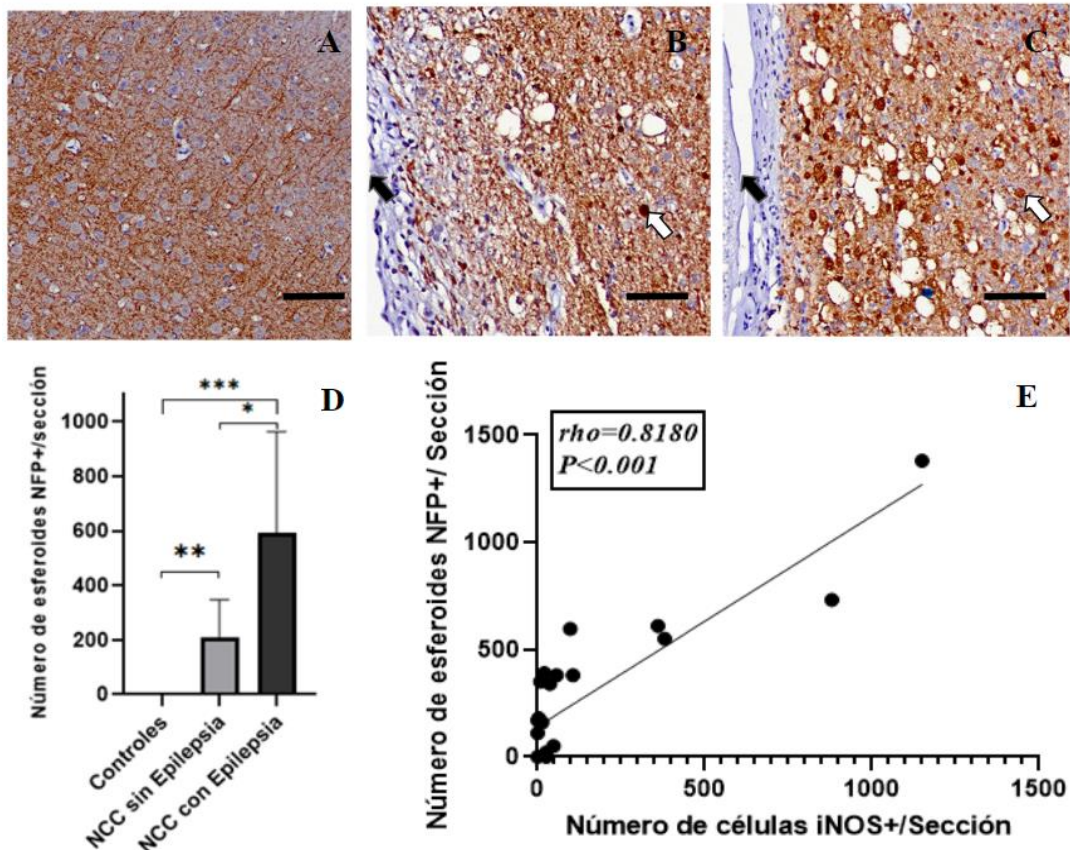 A
B
C
D
Número de esferoides NFP+/sección
1000
800
600
400
200
0
***
*
**
Controles
NCC sin Epilepsia
NCC con Epilepsia
E
Número de esferoides NFP+/ Sección
rho=0.8180
P<0.001
1500
1000
500
0
0 500 1000 1500
Número de células iNOS+/Sección